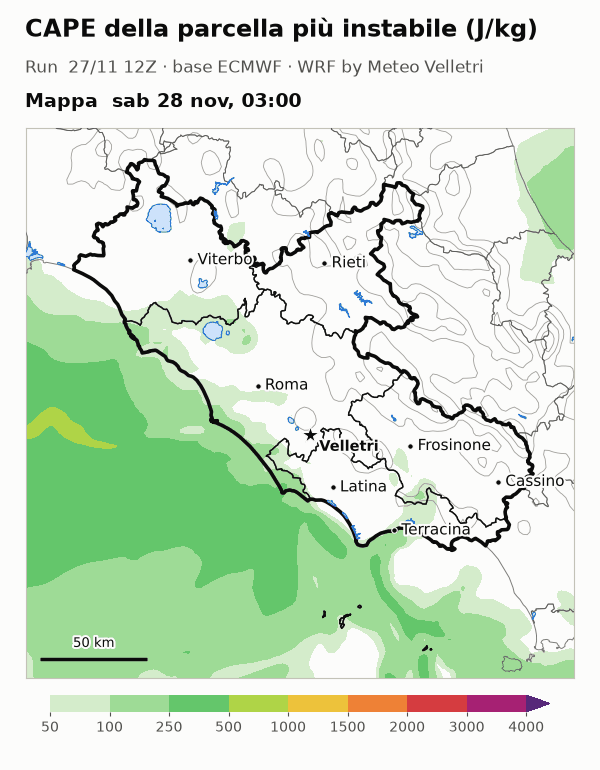 CAPE della parcella più instabile (J/kg)
Run  27/11 12Z · base ECMWF · WRF by Meteo Velletri
Mappa  sab 28 nov, 03:00
Viterbo
Rieti
Roma
Velletri
Frosinone
Latina
Cassino
Terracina
50 km
50 100 250 500 1000 1500 2000 3000 4000